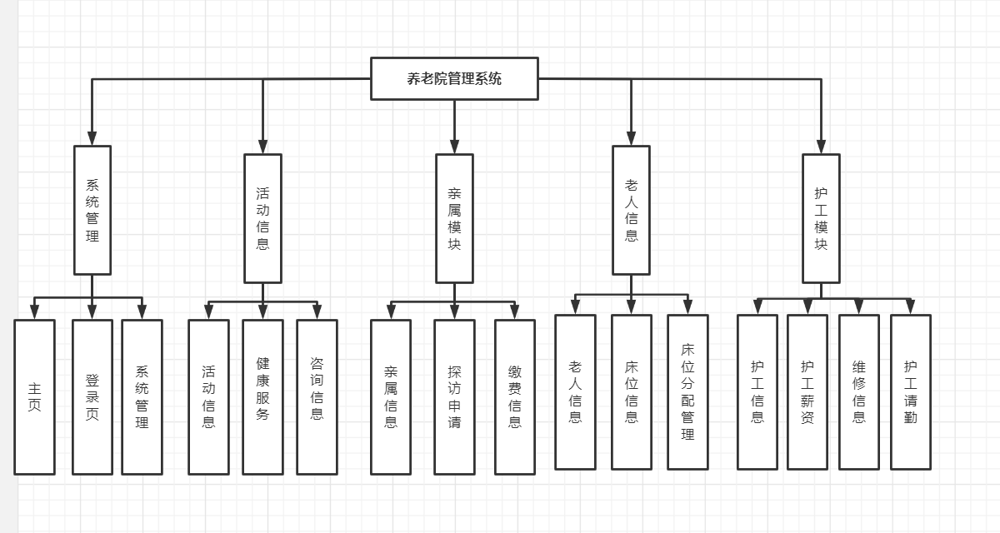 养老院管理系统
系统管理
活动信息
亲属模块
老人信息
护工模块
主页
登录页
系统管理
活动信息
健康服务
咨询信息
亲属信息
探访申请
缴费信息
老人信息
床位信息
床位分配管理
护工信息
护工薪资
维修信息
护工请勤